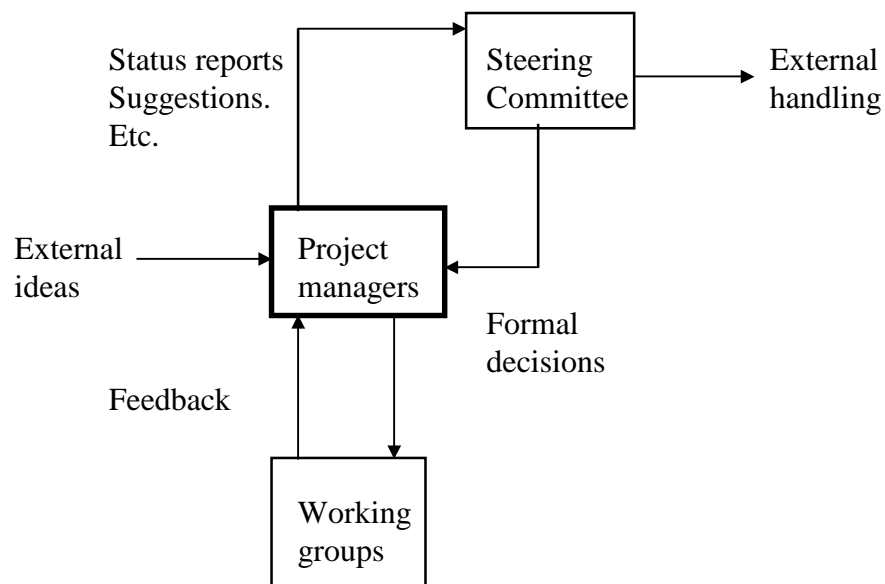 Status reports
Suggestions.
Etc.
Steering
Committee
External
handling
External
ideas
Project
managers
Formal
decisions
Feedback
Working
groups